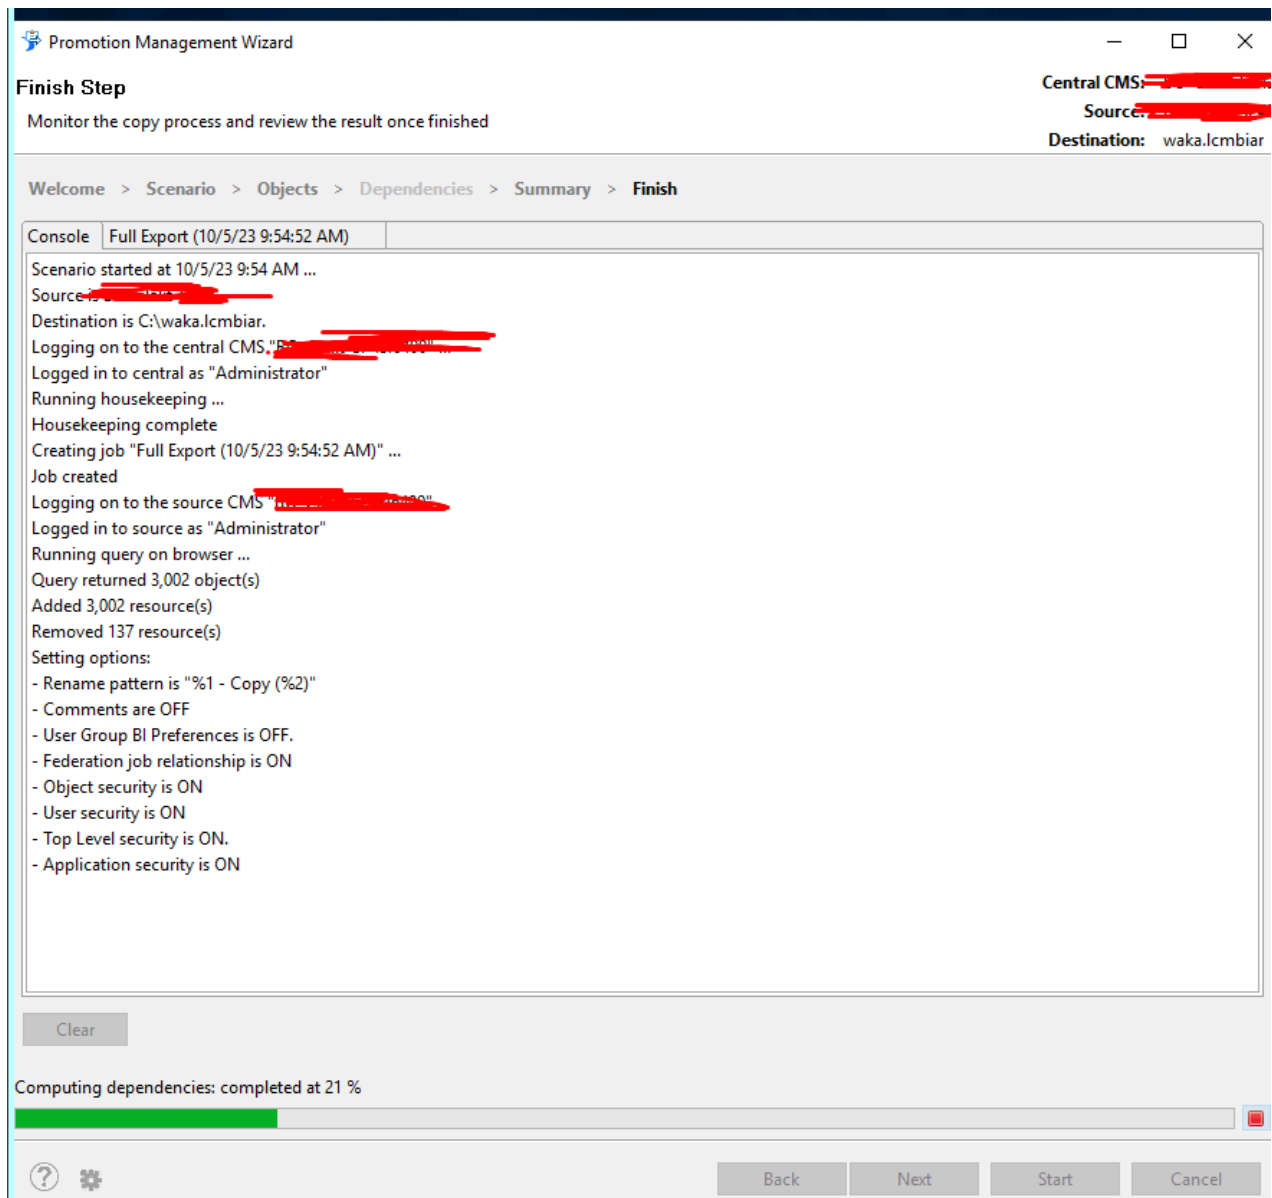 Promotion Management Wizard
Finish Step
Monitor the copy process and review the result once finished
Central CMS:
Source:
Destination: waka.lcmbiar
Welcome > Scenario > Objects > Dependencies > Summary > Finish
Console Full Export (10/5/23 9:54:52 AM)
Scenario started at 10/5/23 9:54 AM ...
Source is
Destination is C:\waka.lcmbiar.
Logging on to the central CMS
Logged in to central as "Administrator"
Running housekeeping ...
Housekeeping complete
Creating job "Full Export (10/5/23 9:54:52 AM)" ...
Job created
Logging on to the source CMS
Logged in to source as "Administrator"
Running query on browser ...
Query returned 3,002 object(s)
Added 3,002 resource(s)
Removed 137 resource(s)
Setting options:
- Rename pattern is "%1 - Copy (%2)"
- Comments are OFF
- User Group BI Preferences is OFF.
- Federation job relationship is ON
- Object security is ON
- User security is ON
- Top Level security is ON.
- Application security is ON
Clear
Computing dependencies: completed at 21 %
Back Next Start Cancel